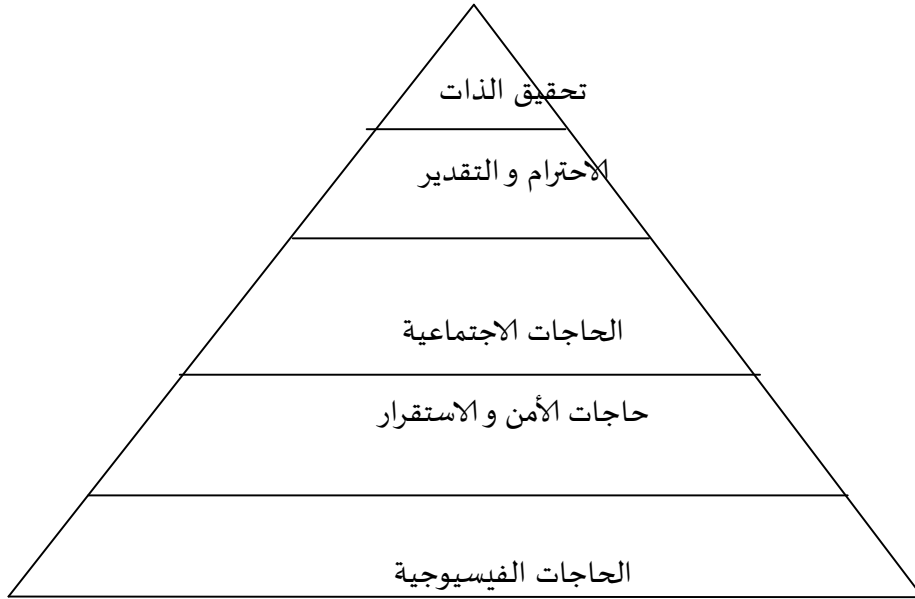 تحقيق الذات
الاحترام و التقدير
الحاجات الاجتماعية
حاجات الأمن و الاستقرار
الحاجات الفيسيوجية